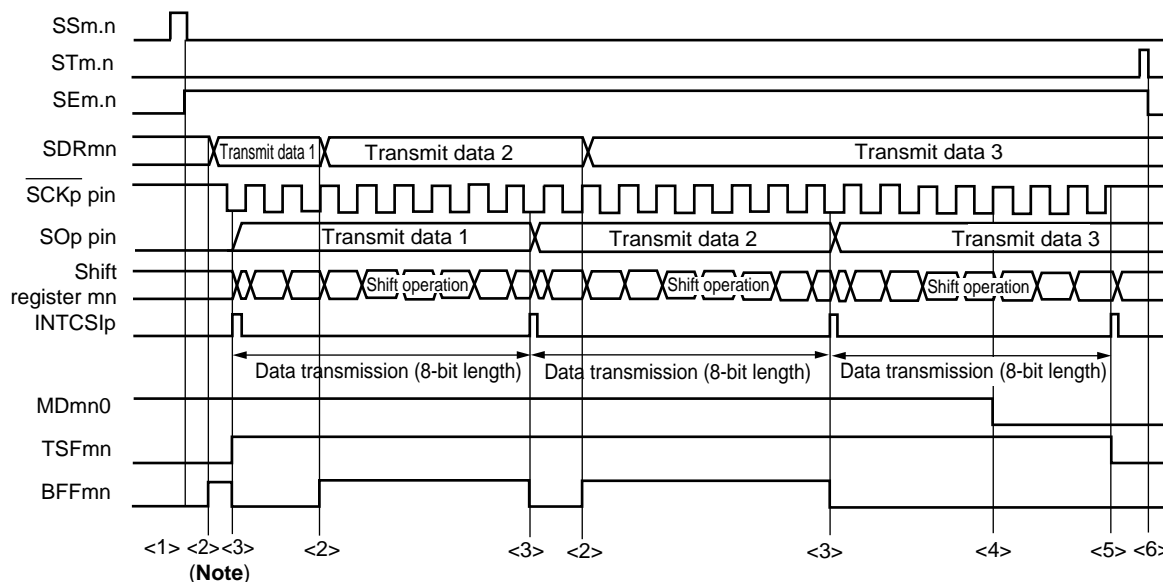 SSm.n
STm.n
SEm.n
SDRmn Transmit data 1 Transmit data 2 Transmit data 3
SCKp pin
SOp pin Transmit data 1 Transmit data 2 Transmit data 3
Shift
register mn Shift operation Shift operation Shift operation
INTCSIp
Data transmission (8-bit length) Data transmission (8-bit length) Data transmission (8-bit length)
MDmn0
TSFmn
BFFmn
<1> <2> <3> <2> <3> <2> <3> <4> <5> <6>
(Note)